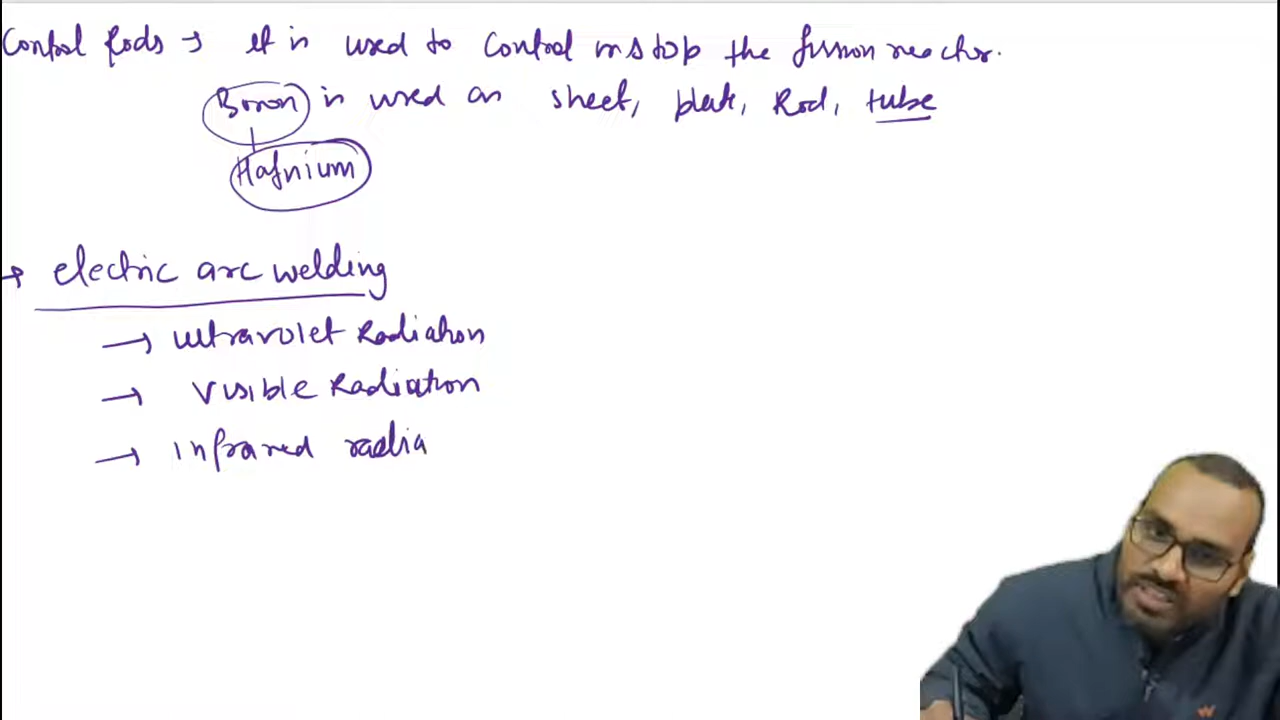 Control Rods → It is used to control or stop the fission reactor.
Boron is used as sheet, plate, Rod, tube
Hafnium
→ electric arc welding
→ ultraviolet Radiation
→ Visible Radiation
→ infrared radia